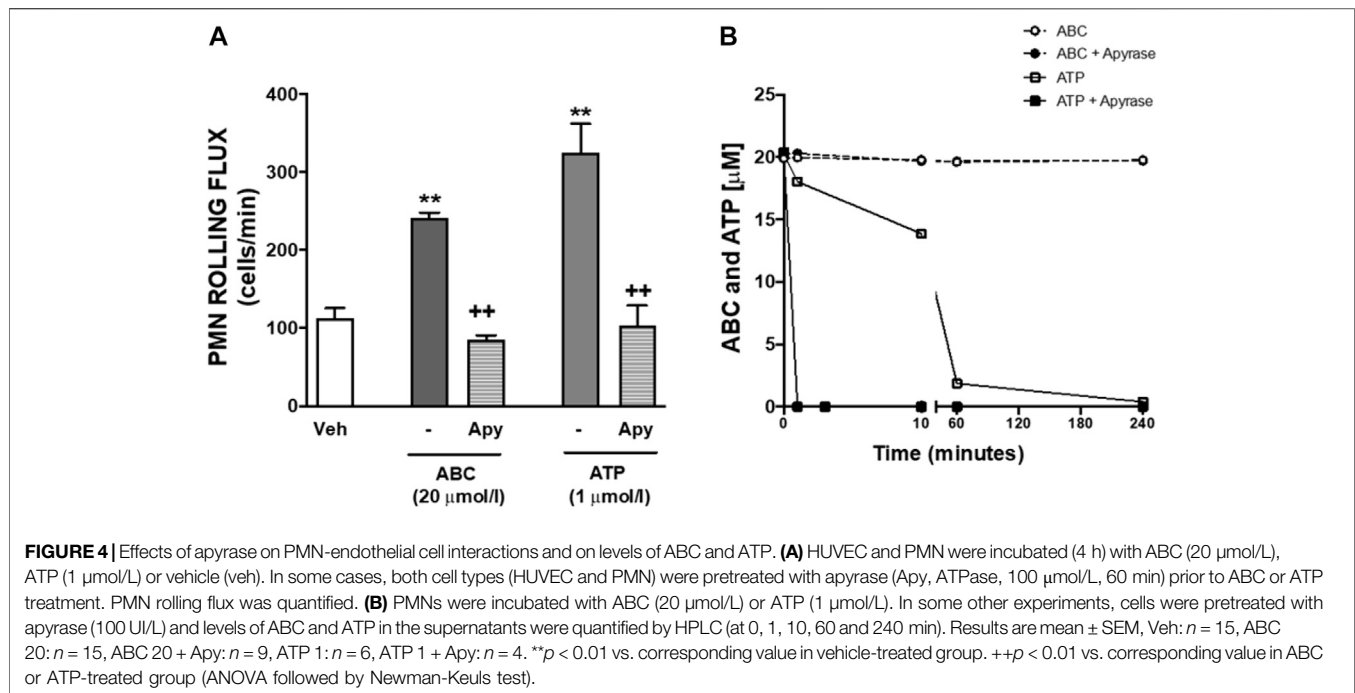 A
PMN ROLLING FLUX
(cells/min)
400
300
200
100
0
**
++
**
++
Veh
-
Apy
-
Apy
ABC
(20 μmol/l)
ATP
(1 μmol/l)
B
ABC
ABC + Apyrase
ATP
ATP + Apyrase
ABC and ATP [μM]
25
20
15
10
5
0
0
10
60
120
180
240
Time (minutes)
FIGURE 4 | Effects of apyrase on PMN-endothelial cell interactions and on levels of ABC and ATP. (A) HUVEC and PMN were incubated (4 h) with ABC (20 μmol/L),
ATP (1 μmol/L) or vehicle (veh). In some cases, both cell types (HUVEC and PMN) were pretreated with apyrase (Apy, ATPase, 100 μmol/L, 60 min) prior to ABC or ATP
treatment. PMN rolling flux was quantified. (B) PMNs were incubated with ABC (20 μmol/L) or ATP (1 μmol/L). In some other experiments, cells were pretreated with
apyrase (100 UI/L) and levels of ABC and ATP in the supernatants were quantified by HPLC (at 0, 1, 10, 60 and 240 min). Results are mean ± SEM, Veh: n = 15, ABC
20: n = 15, ABC 20 + Apy: n = 9, ATP 1: n = 6, ATP 1 + Apy: n = 4. **p < 0.01 vs. corresponding value in vehicle-treated group. ++p < 0.01 vs. corresponding value in ABC
or ATP-treated group (ANOVA followed by Newman-Keuls test).